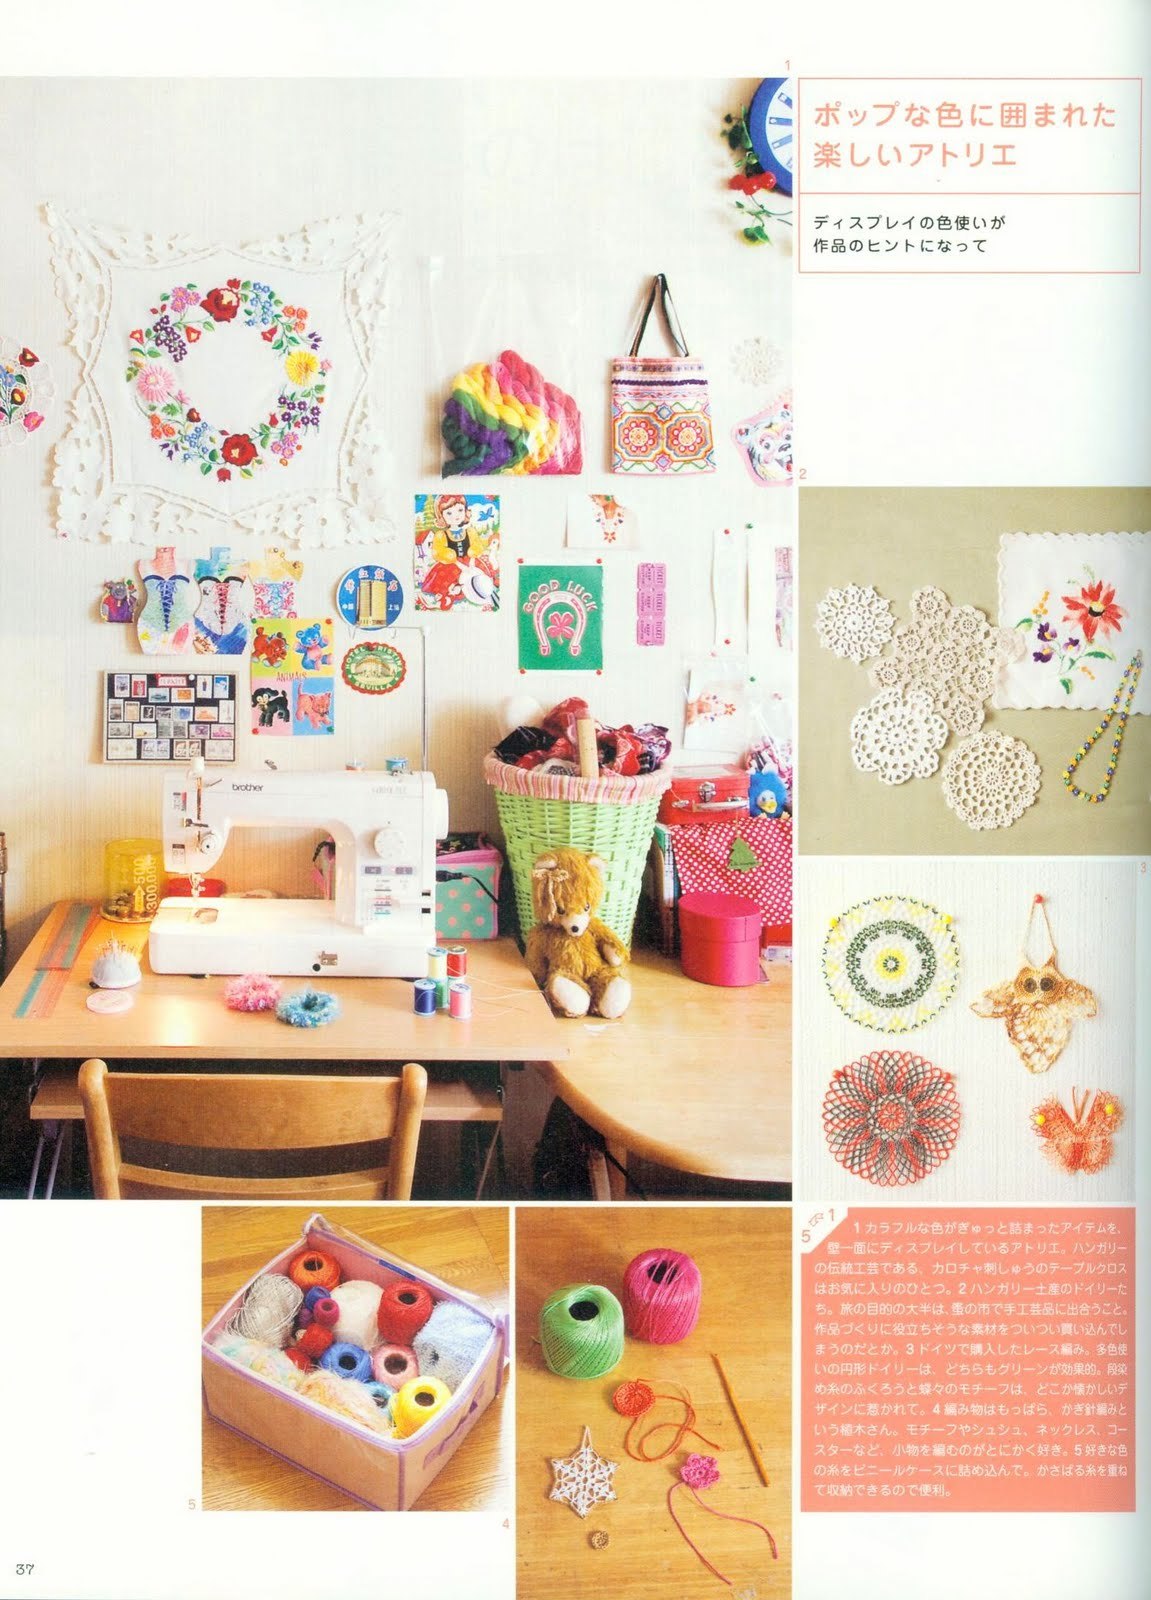 1
ポップな色に囲まれた
楽しいアトリエ
ディスプレイの色使いが
作品のヒントになって
2
GOOD LUCK
TICKET
ANIMALS
HOTEL
SEVILLA
brother
500
300,000
3
1
5
1 カラフルな色がぎゅっと詰まったアイテムを、
壁一面にディスプレイしているアトリエ。ハンガリー
の伝統工芸である、カロチャ刺しゅうのテーブルクロス
はお気に入りのひとつ。2 ハンガリー土産のドイリーた
ち。旅の目的の大半は、蚤の市で手工芸品に出合うこと。
作品づくりに役立ちそうな素材をついつい買い込んでし
まうのだとか。3 ドイツで購入したレース編み。多色使
いの円形ドイリーは、どちらもグリーンが効果的。段染
め糸のふくろうと蝶々のモチーフは、どこか懐かしいデ
ザインに惹かれて。4 編み物はもっぱら、かぎ針編みと
いう植木さん。モチーフやシュシュ、ネックレス、コー
スターなど、小物を編むのがとにかく好き。5 好きな色
の糸をビニールケースに詰め込んで。かさばる糸を重ね
て収納できるので便利。
5
4
37